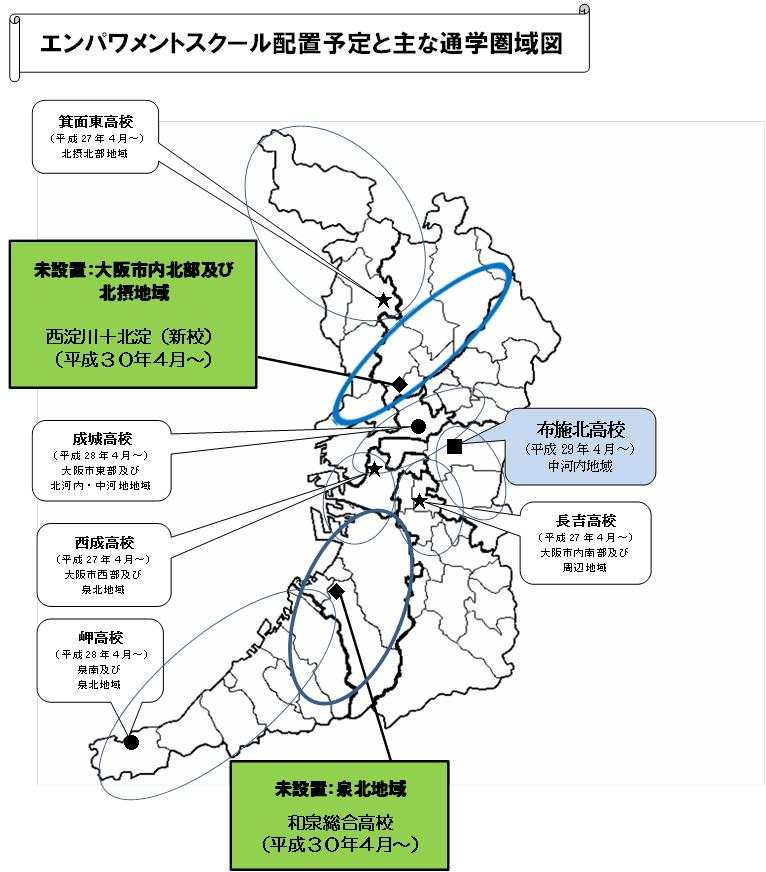 エンパワメントスクール配置予定と主な通学圏域図
箕面東高校
（平成27年4月～）
北摂北部地域
未設置：大阪市内北部及び
北摂地域
西淀川＋北淀（新校）
（平成３０年４月～）
成城高校
（平成28年4月～）
大阪市東部及び
北河内・中河地地域
布施北高校
（平成29年4月～）
中河内地域
西成高校
（平成27年4月～）
大阪市西部及び
泉北地域
長吉高校
（平成27年4月～）
大阪市内南部及び
周辺地域
岬高校
（平成28年4月～）
泉南及び
泉北地域
未設置：泉北地域
和泉総合高校
（平成３０年４月～）